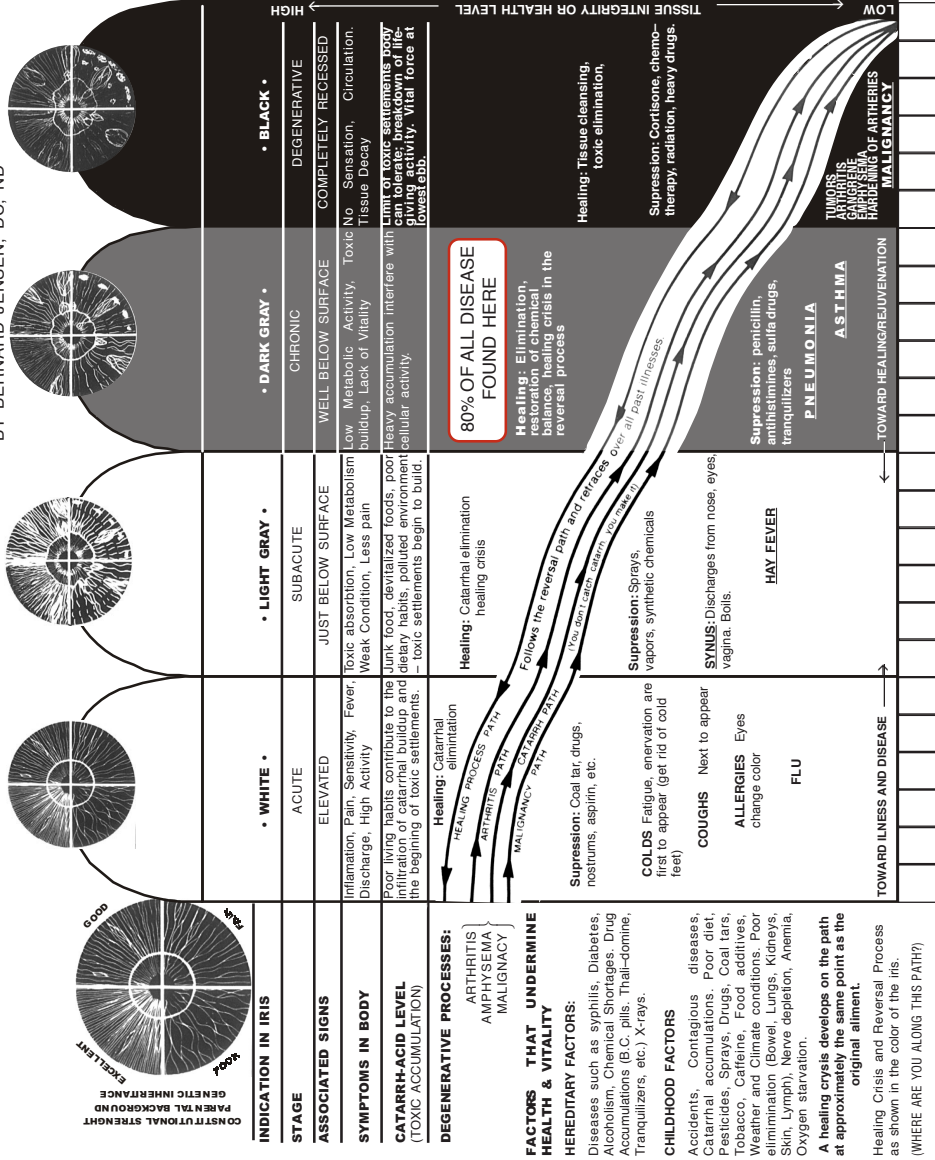 BY BERNARD JENSEN, DC, ND
CONSTITUTIONAL STRENGHT
PARENTAL BACKGROUND
GENETIC INHERITANCE
EXCELLENT
GOOD
FAIR
POOR
INDICATION IN IRIS
• WHITE •
• LIGHT GRAY •
• DARK GRAY •
• BLACK •
STAGE
ACUTE
SUBACUTE
CHRONIC
DEGENERATIVE
ASSOCIATED SIGNS
ELEVATED
JUST BELOW SURFACE
WELL BELOW SURFACE
COMPLETELY RECESSED
SYMPTOMS IN BODY
Inflamation, Pain, Sensitivity, Fever,
Discharge, High Activity
Toxic absorbtion, Low Metabolism
Weak Condition, Less pain
Low Metabolic Activity, Toxic
buildup, Lack of Vitality
No Sensation, Circulation.
Tissue Decay
CATARRH-ACID LEVEL
(TOXIC ACCUMULATION)
Poor living habits contribute to the
infiltration of catarrhal buildup and
the begining of toxic settlements.
Junk food, devitalized foods, poor
dietary habits, polluted environment
– toxic settlements begin to build.
Heavy accumulation interfere with
cellular activity.
Limit of toxic settlements body
can tolerate; breakdown of life-
giving activity. Vital force at
lowest ebb.
DEGENERATIVE PROCESSES:
ARTHRITIS
AMPHYSEMA
MALIGNACY
Healing: Catarrhal
elimintation
HEALING PROCESS PATH
ARTHRITIS PATH
CATARRH PATH
MALIGNANCY PATH
Healing: Catarrhal elimination
healing crisis
Follows the reversal path and retraces over all past illnesses.
(You don't catch catarrh, you make it)
80% OF ALL DISEASE
FOUND HERE
Healing: Elimination,
restoration of chemical
balance, healing crisis in the
reversal process
Healing: Tissue cleansing,
toxic elimination,
Supression: Cortisone, chemo–
therapy, radiation, heavy drugs.
FACTORS THAT UNDERMINE
HEALTH & VITALITY
HEREDITARY FACTORS:
Diseases such as syphilis, Diabetes,
Alcoholism, Chemical Shortages. Drug
Accumulations (B.C. pills. Thali–domine,
Tranquilizers, etc.) X-rays.
CHILDHOOD FACTORS
Accidents, Contagious diseases,
Catarrhal accumulations. Poor diet,
Pesticides, Sprays, Drugs, Coal tars,
Tobacco, Caffeine, Food additives,
Weather and Climate conditions. Poor
elimimination (Bowel, Lungs, Kidneys,
Skin, Lymph), Nerve depletion, Anemia,
Oxygen starvation.
A healing crisis develops on the path
at approximately the same point as the
original aliment.
Healing Crisis and Reversal Process
as shown in the color of the iris.
(WHERE ARE YOU ALONG THIS PATH?)
Supression: Coal tar, drugs,
nostrums, aspirin, etc.
COLDS Fatigue, enervation are
first to appear (get rid of cold
feet)
COUGHS Next to appear
ALLERGIES Eyes
change color
FLU
TOWARD ILNESS AND DISEASE
Supression: Sprays,
vapors, synthetic chemicals
SYNUS: Discharges from nose, eyes,
vagina. Boils.
HAY FEVER
Supression: penicillin,
antihistimines, sulfa drugs,
tranquilizers
PNEUMONIA
ASTHMA
TOWARD HEALING/REJUVENATION
TUMORS
ARTHRITIS
GANGRENE
EMPHYSEMA
HARDENING OF ARTHERIES
MALIGNANCY
HIGH
TISSUE INTEGRITY OR HEALTH LEVEL
LOW